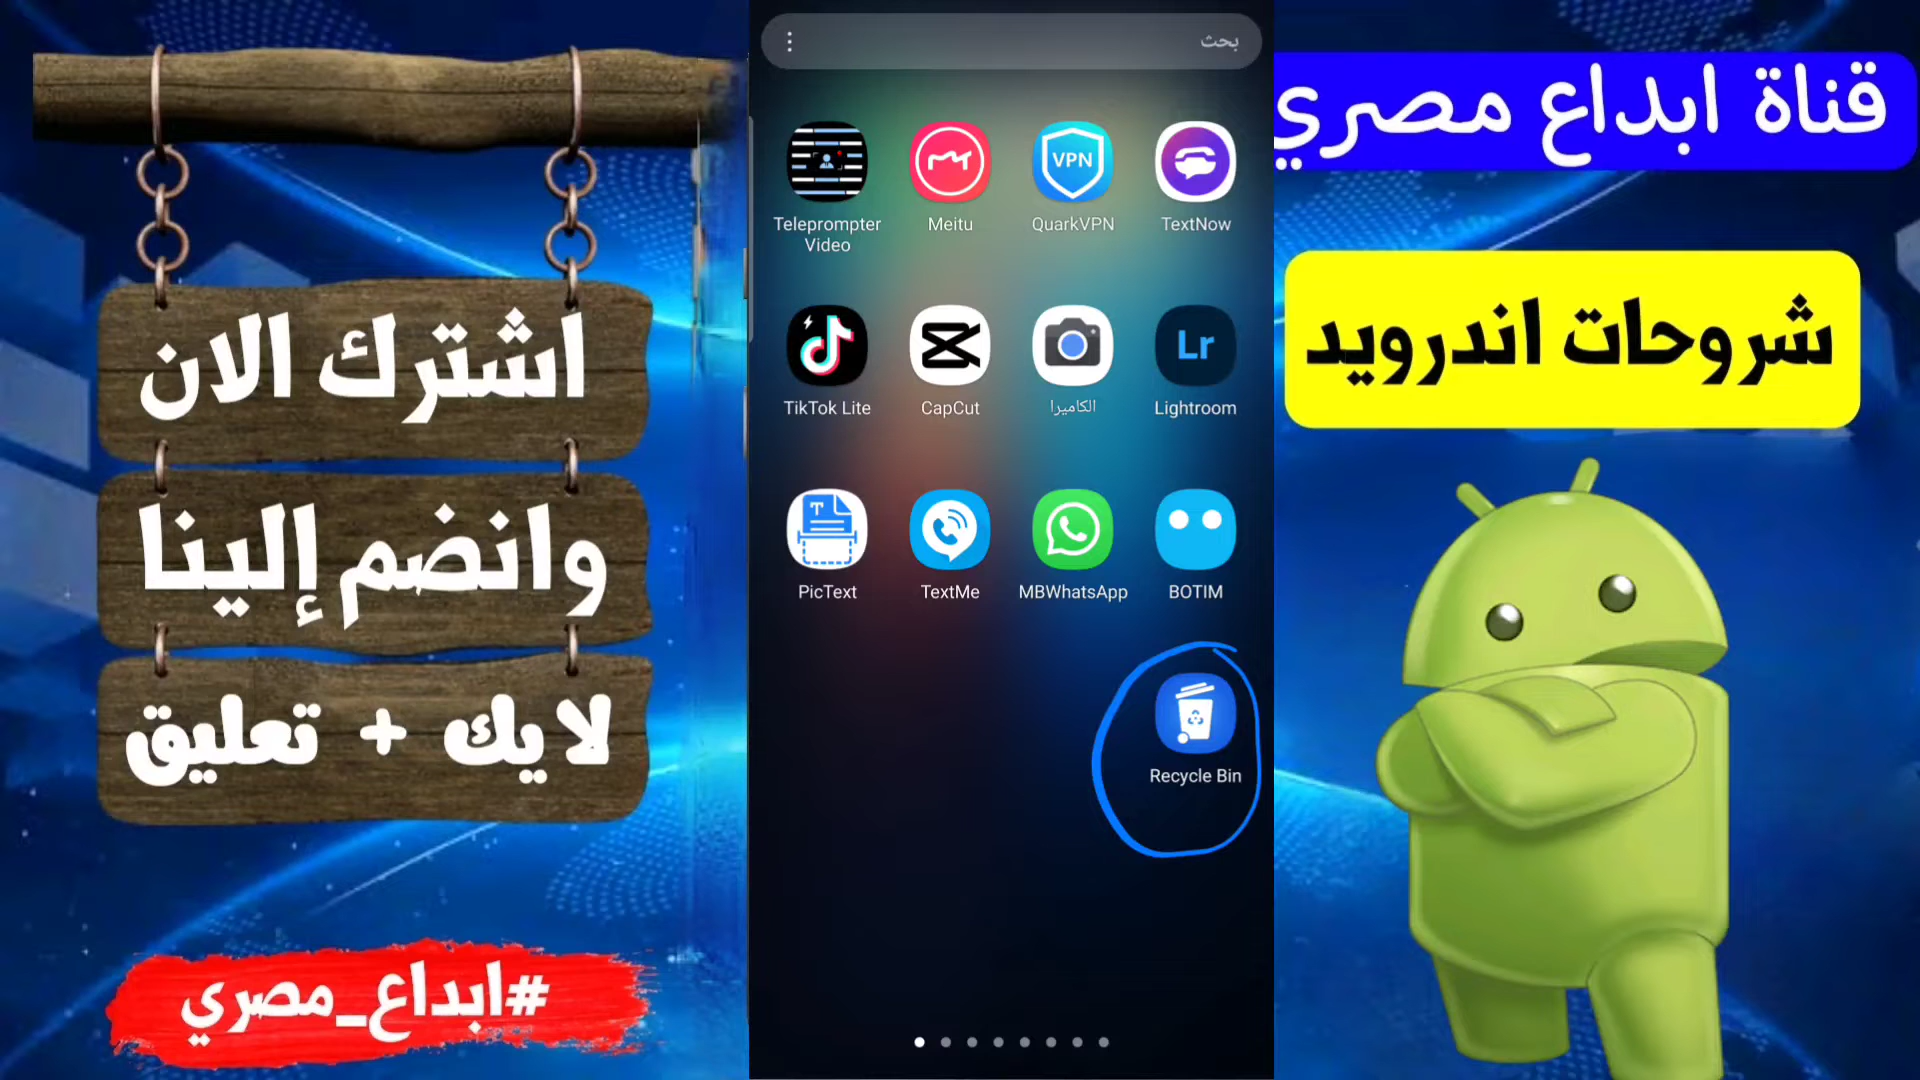 اشترك الان
وانضم إلينا
لايك + تعليق
#ابداع_مصري
بحث
Teleprompter Video
Meitu
QuarkVPN
VPN
TextNow
TikTok Lite
CapCut
الكاميرا
Lr
Lightroom
T
PicText
TextMe
MBWhatsApp
BOTIM
Recycle Bin
قناة ابداع مصري
شروحات اندرويد